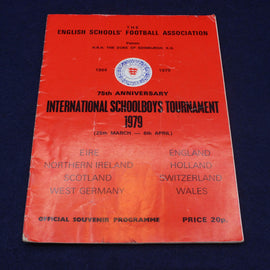 THE
ENGLISH SCHOOLS' FOOTBALL ASSOCIATION
Patron
H.R.H. THE DUKE OF EDINBURGH K.G.
1904 1979
75th ANNIVERSARY
INTERNATIONAL SCHOOLBOYS TOURNAMENT
1979
(25th MARCH — 6th APRIL)
EIRE ENGLAND
NORTHERN IRELAND HOLLAND
SCOTLAND SWITZERLAND
WEST GERMANY WALES
OFFICIAL SOUVENIR PROGRAMME PRICE 20p.